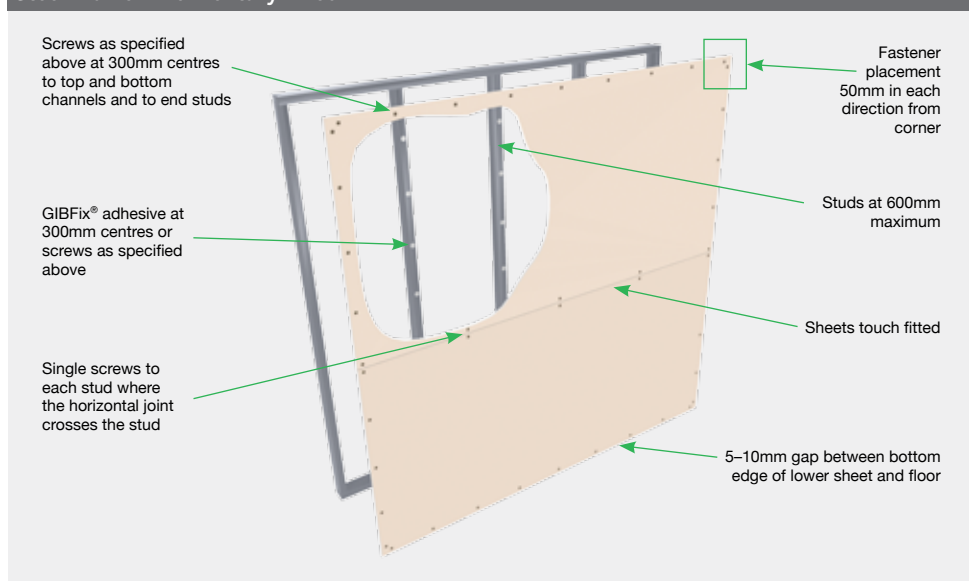 Screws as specified
above at 300mm centres
to top and bottom
channels and to end studs
GIBFix® adhesive at
300mm centres or
screws as specified
above
Single screws to
each stud where
the horizontal joint
crosses the stud
Fastener
placement
50mm in each
direction from
corner
Studs at 600mm
maximum
Sheets touch fitted
5–10mm gap between bottom
edge of lower sheet and floor